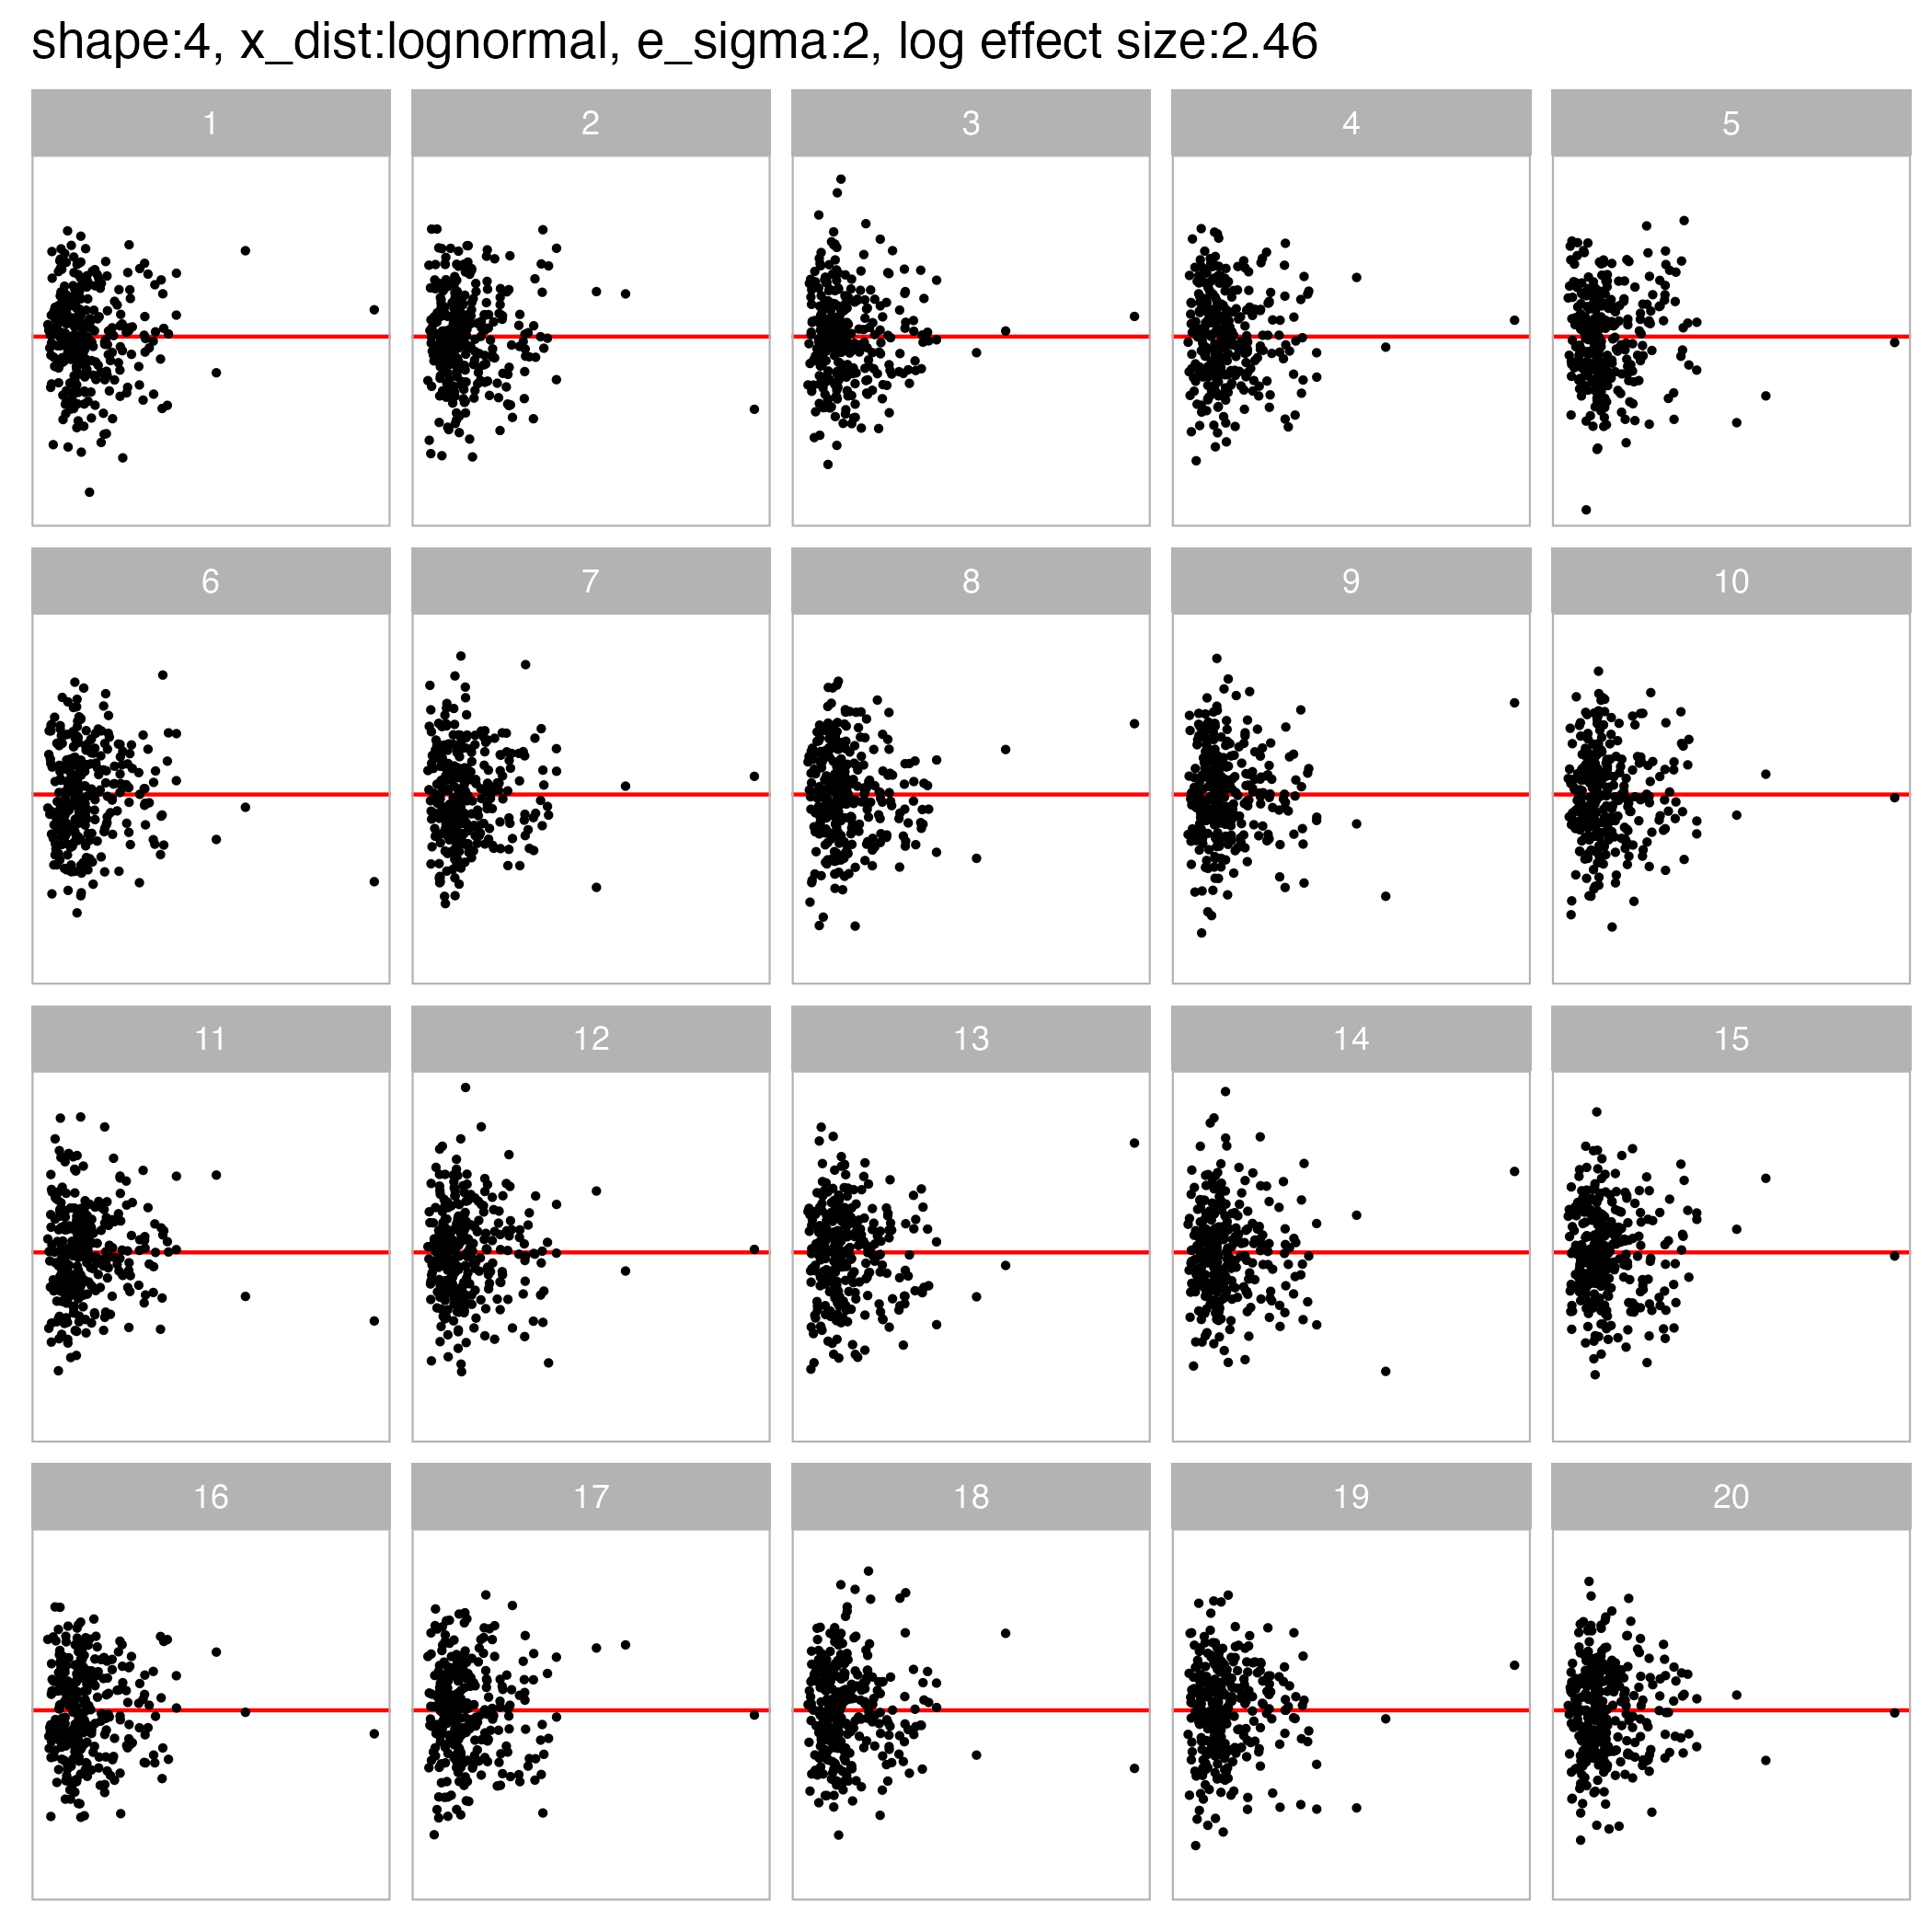 shape:4, x_dist:lognormal, e_sigma:2, log effect size:2.46
1 2 3 4 5
6 7 8 9 10
11 12 13 14 15
16 17 18 19 20